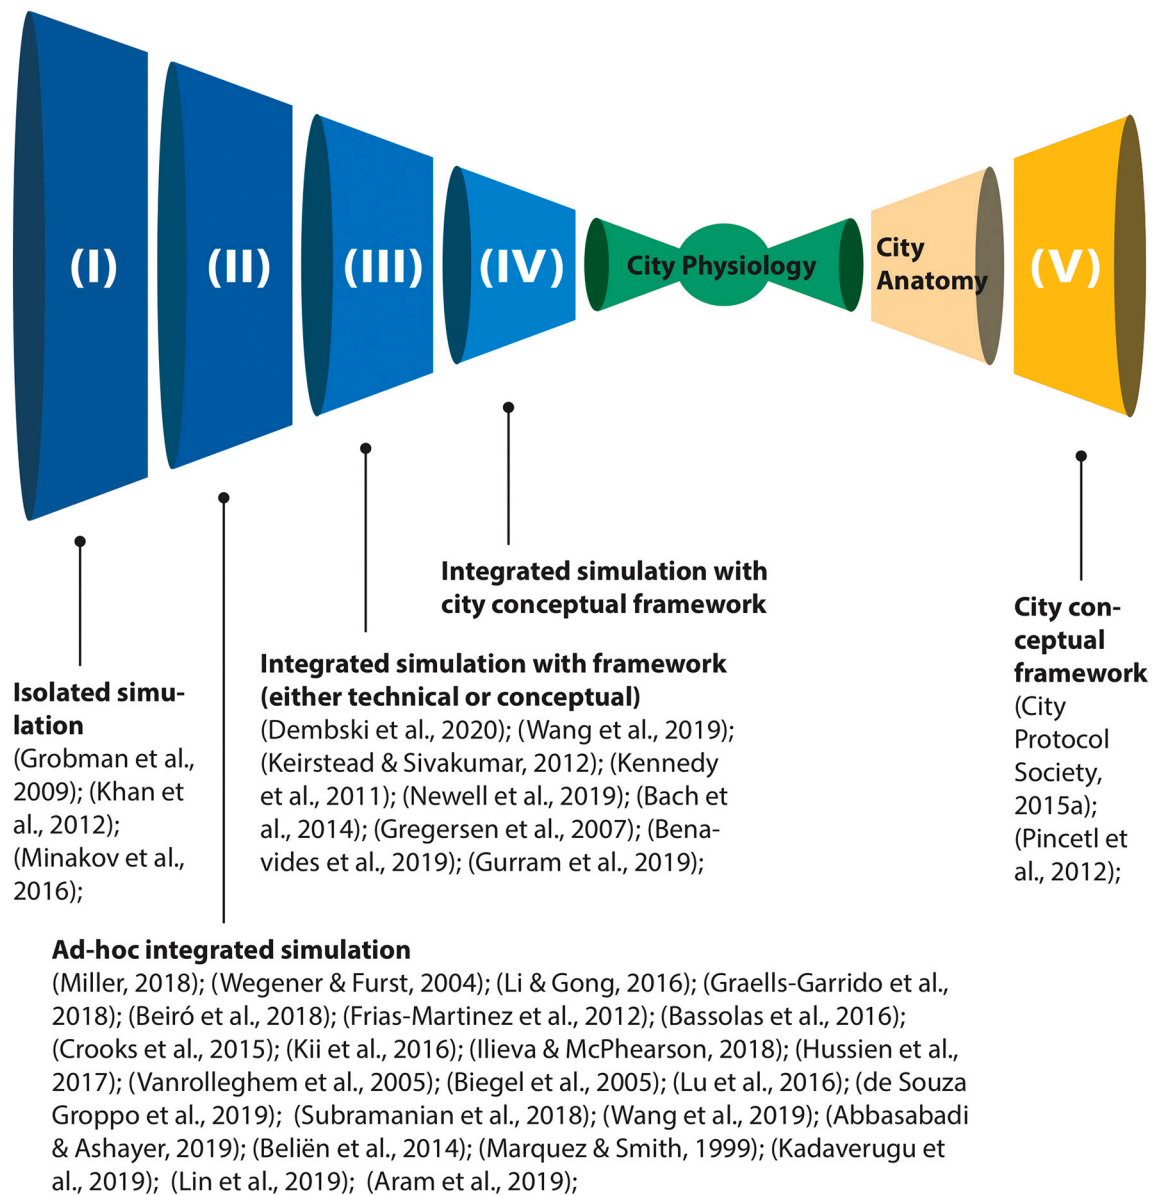 (I)
(II)
(III)
(IV)
City Physiology
City
Anatomy
(V)
Integrated simulation with
city conceptual framework
City con-
ceptual
framework
(City
Protocol
Society,
2015a);
(Pincetl et
al., 2012);
Integrated simulation with framework
(either technical or conceptual)
(Dembski et al., 2020); (Wang et al., 2019);
(Keirstead & Sivakumar, 2012); (Kennedy
et al., 2011); (Newell et al., 2019); (Bach et
al., 2014); (Gregersen et al., 2007); (Bena-
vides et al., 2019); (Gurram et al., 2019);
Isolated simu-
lation
(Grobman et al.,
2009); (Khan et
al., 2012);
(Minakov et al.,
2016);
Ad-hoc integrated simulation
(Miller, 2018); (Wegener & Furst, 2004); (Li & Gong, 2016); (Graells-Garrido et al.,
2018); (Beiró et al., 2018); (Frias-Martinez et al., 2012); (Bassolas et al., 2016);
(Crooks et al., 2015); (Kii et al., 2016); (Ilieva & McPhearson, 2018); (Hussien et al.,
2017); (Vanrolleghem et al., 2005); (Biegel et al., 2005); (Lu et al., 2016); (de Souza
Groppo et al., 2019); (Subramanian et al., 2018); (Wang et al., 2019); (Abbasabadi
& Ashayer, 2019); (Beliën et al., 2014); (Marquez & Smith, 1999); (Kadaverugu et
al., 2019); (Lin et al., 2019); (Aram et al., 2019);